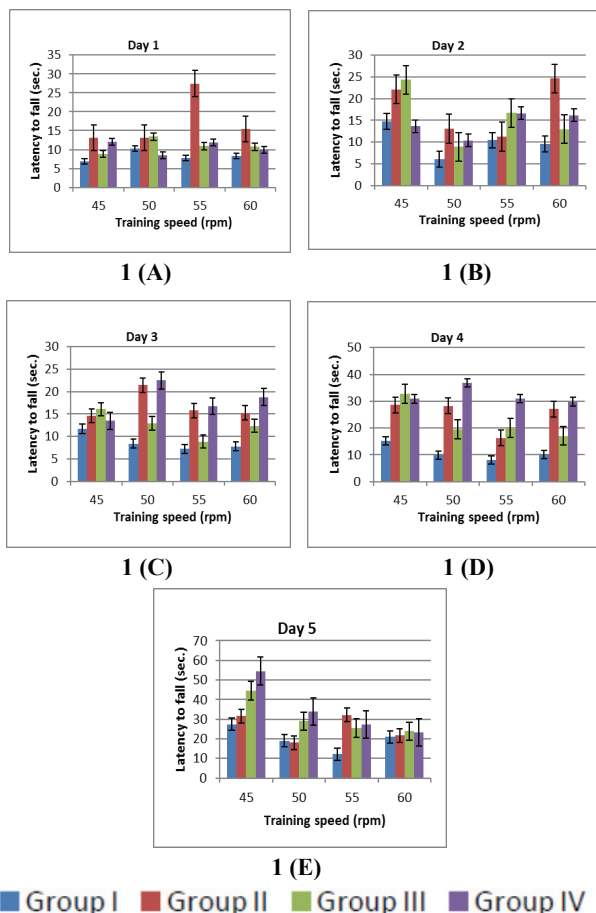 Day 1
Latency to fall (sec.)
35
30
25
20
15
10
5
0
45 50 55 60
Training speed (rpm)
1 (A)
Day 2
Latency to fall (sec.)
30
25
20
15
10
5
0
45 50 55 60
Training speed (rpm)
1 (B)
Day 3
Latency to fall (sec.)
30
25
20
15
10
5
0
45 50 55 60
Training speed (rpm)
1 (C)
Day 4
Latency to fall (sec.)
50
40
30
20
10
0
45 50 55 60
Training speed (rpm)
1 (D)
Day 5
Latency to fall (sec.)
70
60
50
40
30
20
10
0
45 50 55 60
Training speed (rpm)
1 (E)
Group I Group II Group III Group IV